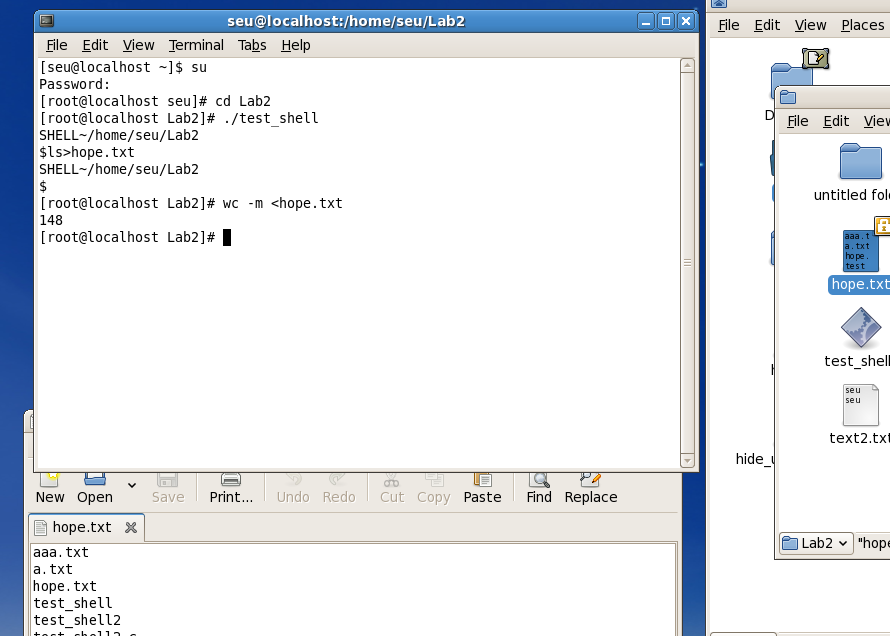 seu@localhost:/home/seu/Lab2
File Edit View Terminal Tabs Help
[seu@localhost ~]$ su
Password:
[root@localhost seu]# cd Lab2
[root@localhost Lab2]# ./test_shell
SHELL~/home/seu/Lab2
$ls>hope.txt
SHELL~/home/seu/Lab2
$
[root@localhost Lab2]# wc -m <hope.txt
148
[root@localhost Lab2]#
New Open Save Print... Undo Redo Cut Copy Paste Find Replace
hope.txt
aaa.txt
a.txt
hope.txt
test_shell
test_shell2
test_shell2.c
File Edit View Places
D
hide_u
File Edit View
untitled fol
aaa.t
a.txt
hope.
test
hope.txt
test_shell
seu
seu
text2.txt
Lab2 "hope